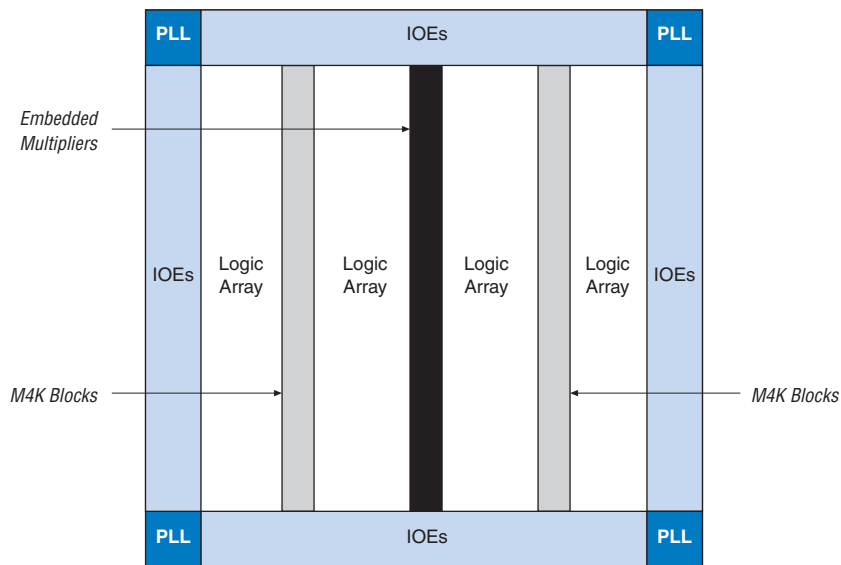 PLL
IOEs
PLL
Embedded
Multipliers
IOEs
Logic
Array
Logic
Array
Logic
Array
Logic
Array
IOEs
M4K Blocks
M4K Blocks
PLL
IOEs
PLL